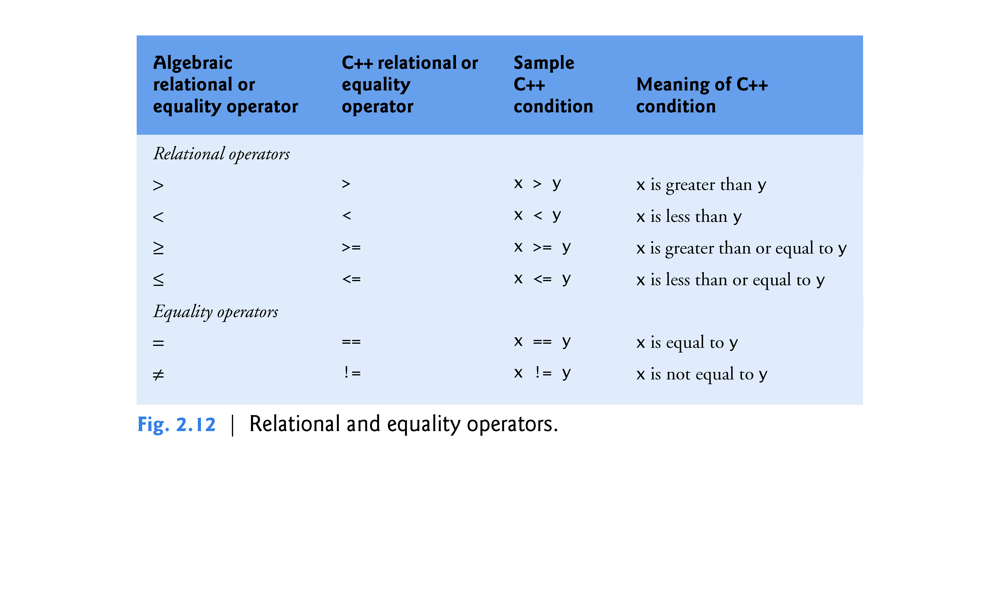 Algebraic relational or equality operator C++ relational or equality operator Sample C++ condition Meaning of C++ condition
Relational operators
> > x > y x is greater than y
< < x < y x is less than y
≥ >= x >= y x is greater than or equal to y
≤ <= x <= y x is less than or equal to y
Equality operators
= == x == y x is equal to y
≠ != x != y x is not equal to y
Fig. 2.12 | Relational and equality operators.